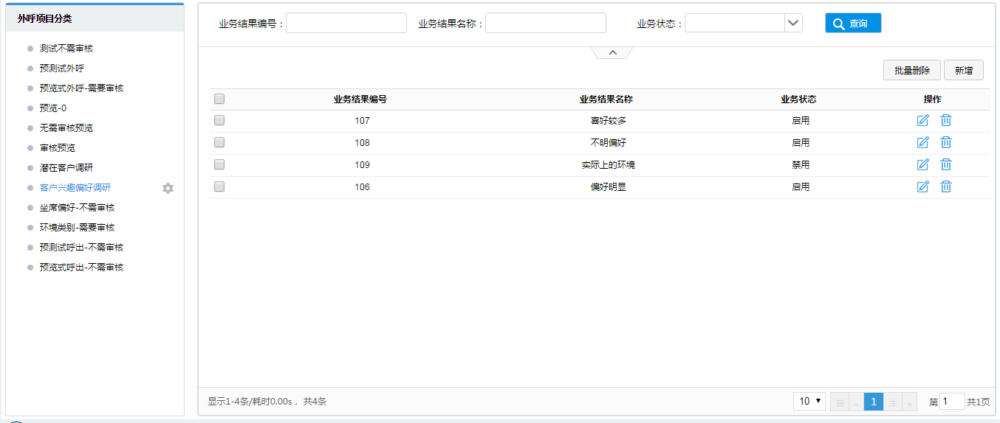 外呼项目分类
测试不需审核
预测试外呼
预览式外呼-需要审核
预览-0
无需审核预览
审核预览
潜在客户调研
客户兴趣偏好调研
坐席偏好-不需审核
环境类别-需要审核
预测试呼出-不需审核
预览式呼出-不需审核
业务结果编号： 业务结果名称： 业务状态： 查询
批量删除 新增
业务结果编号 业务结果名称 业务状态 操作
107 喜好较多 启用
108 不明偏好 启用
109 实际上的环境 禁用
106 偏好明显 启用
显示1-4条/耗时0.00s ，共4条 10 首 « 1 末 » 第 1 共1页